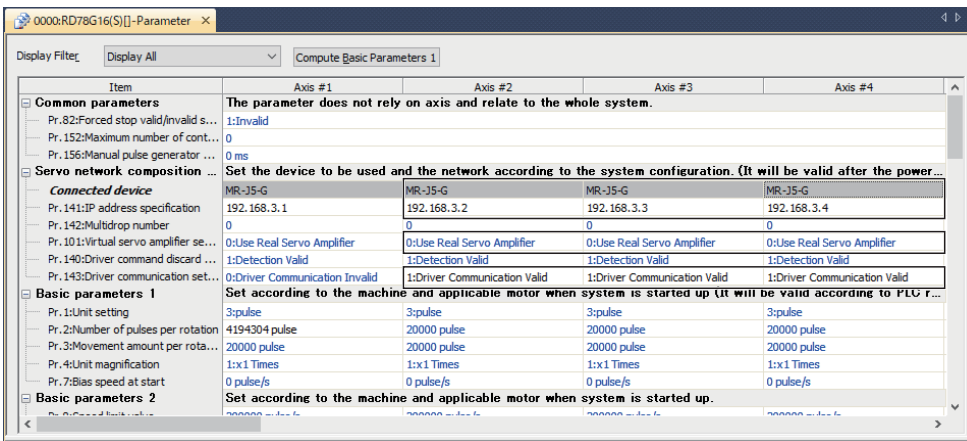 0000:RD78G16(S)[]-Parameter ×
Display Filter Display All Compute Basic Parameters 1
Item Axis #1 Axis #2 Axis #3 Axis #4
Common parameters The parameter does not rely on axis and relate to the whole system.
Pr.82:Forced stop valid/invalid s... 1:Invalid
Pr.152:Maximum number of cont... 0
Pr.156:Manual pulse generator ... 0 ms
Servo network composition ... Set the device to be used and the network according to the system configuration. (It will be valid after the power...
Connected device MR-J5-G MR-J5-G MR-J5-G MR-J5-G
Pr.141:IP address specification 192.168.3.1 192.168.3.2 192.168.3.3 192.168.3.4
Pr.142:Multidrop number 0 0 0 0
Pr.101:Virtual servo amplifier se... 0:Use Real Servo Amplifier 0:Use Real Servo Amplifier 0:Use Real Servo Amplifier 0:Use Real Servo Amplifier
Pr.140:Driver command discard ... 1:Detection Valid 1:Detection Valid 1:Detection Valid 1:Detection Valid
Pr.143:Driver communication set... 0:Driver Communication Invalid 1:Driver Communication Valid 1:Driver Communication Valid 1:Driver Communication Valid
Basic parameters 1 Set according to the machine and applicable motor when system is started up (It will be valid according to PLC r...
Pr.1:Unit setting 3:pulse 3:pulse 3:pulse 3:pulse
Pr.2:Number of pulses per rotation 4194304 pulse 20000 pulse 20000 pulse 20000 pulse
Pr.3:Movement amount per rota... 20000 pulse 20000 pulse 20000 pulse 20000 pulse
Pr.4:Unit magnification 1:x1 Times 1:x1 Times 1:x1 Times 1:x1 Times
Pr.7:Bias speed at start 0 pulse/s 0 pulse/s 0 pulse/s 0 pulse/s
Basic parameters 2 Set according to the machine and applicable motor when system is started up.